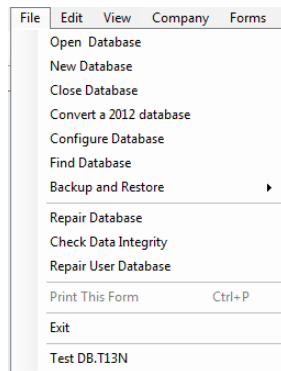 File Edit View Company Forms
Open Database
New Database
Close Database
Convert a 2012 database
Configure Database
Find Database
Backup and Restore
Repair Database
Check Data Integrity
Repair User Database
Print This Form Ctrl+P
Exit
Test DB.T13N